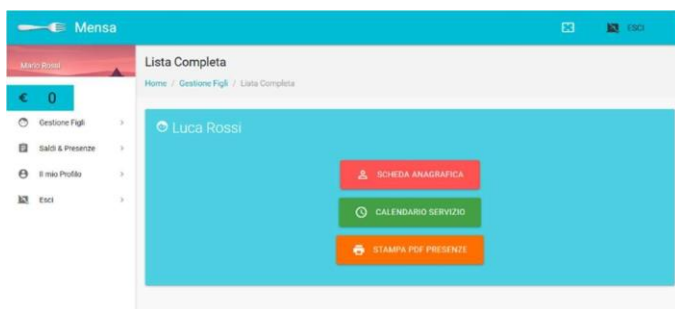 Mensa
ESCI
Mario Rossi
€ 0
Gestione Figli
Saldi & Presenze
Il mio Profilo
Esci
Lista Completa
Home / Gestione Figli / Lista Completa
Luca Rossi
SCHEDA ANAGRAFICA
CALENDARIO SERVIZIO
STAMPA PDF PRESENZE